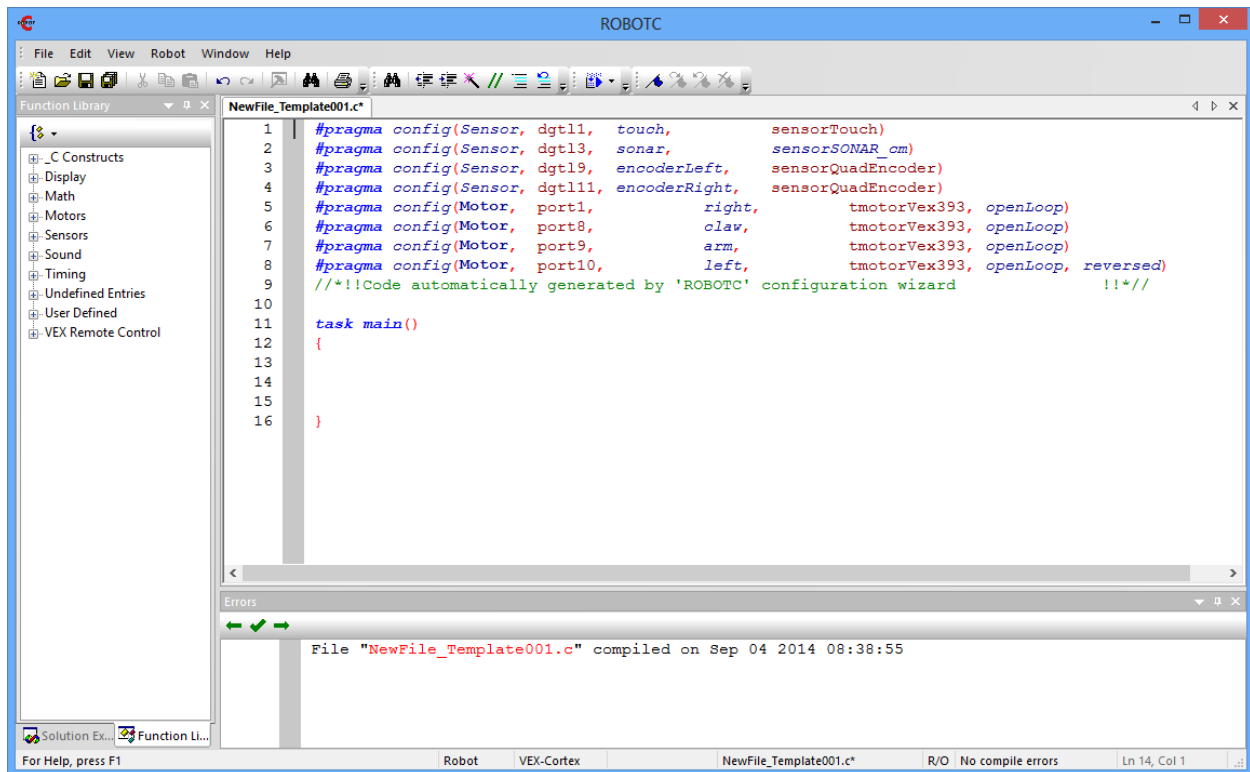 ROBOTC
File Edit View Robot Window Help
Function Library
_C Constructs
Display
Math
Motors
Sensors
Sound
Timing
Undefined Entries
User Defined
VEX Remote Control
Solution Ex... Function Li...
NewFile_Template001.c*
1 #pragma config(Sensor, dgtl1, touch, sensorTouch)
2 #pragma config(Sensor, dgtl3, sonar, sensorSONAR_cm)
3 #pragma config(Sensor, dgtl9, encoderLeft, sensorQuadEncoder)
4 #pragma config(Sensor, dgtl11, encoderRight, sensorQuadEncoder)
5 #pragma config(Motor, port1, right, tmotorVex393, openLoop)
6 #pragma config(Motor, port8, claw, tmotorVex393, openLoop)
7 #pragma config(Motor, port9, arm, tmotorVex393, openLoop)
8 #pragma config(Motor, port10, left, tmotorVex393, openLoop, reversed)
9 //*!!Code automatically generated by 'ROBOTC' configuration wizard !!*//
10
11 task main()
12 {
13
14
15
16 }
Errors
File "NewFile_Template001.c" compiled on Sep 04 2014 08:38:55
For Help, press F1 Robot VEX-Cortex NewFile_Template001.c* R/O No compile errors Ln 14, Col 1